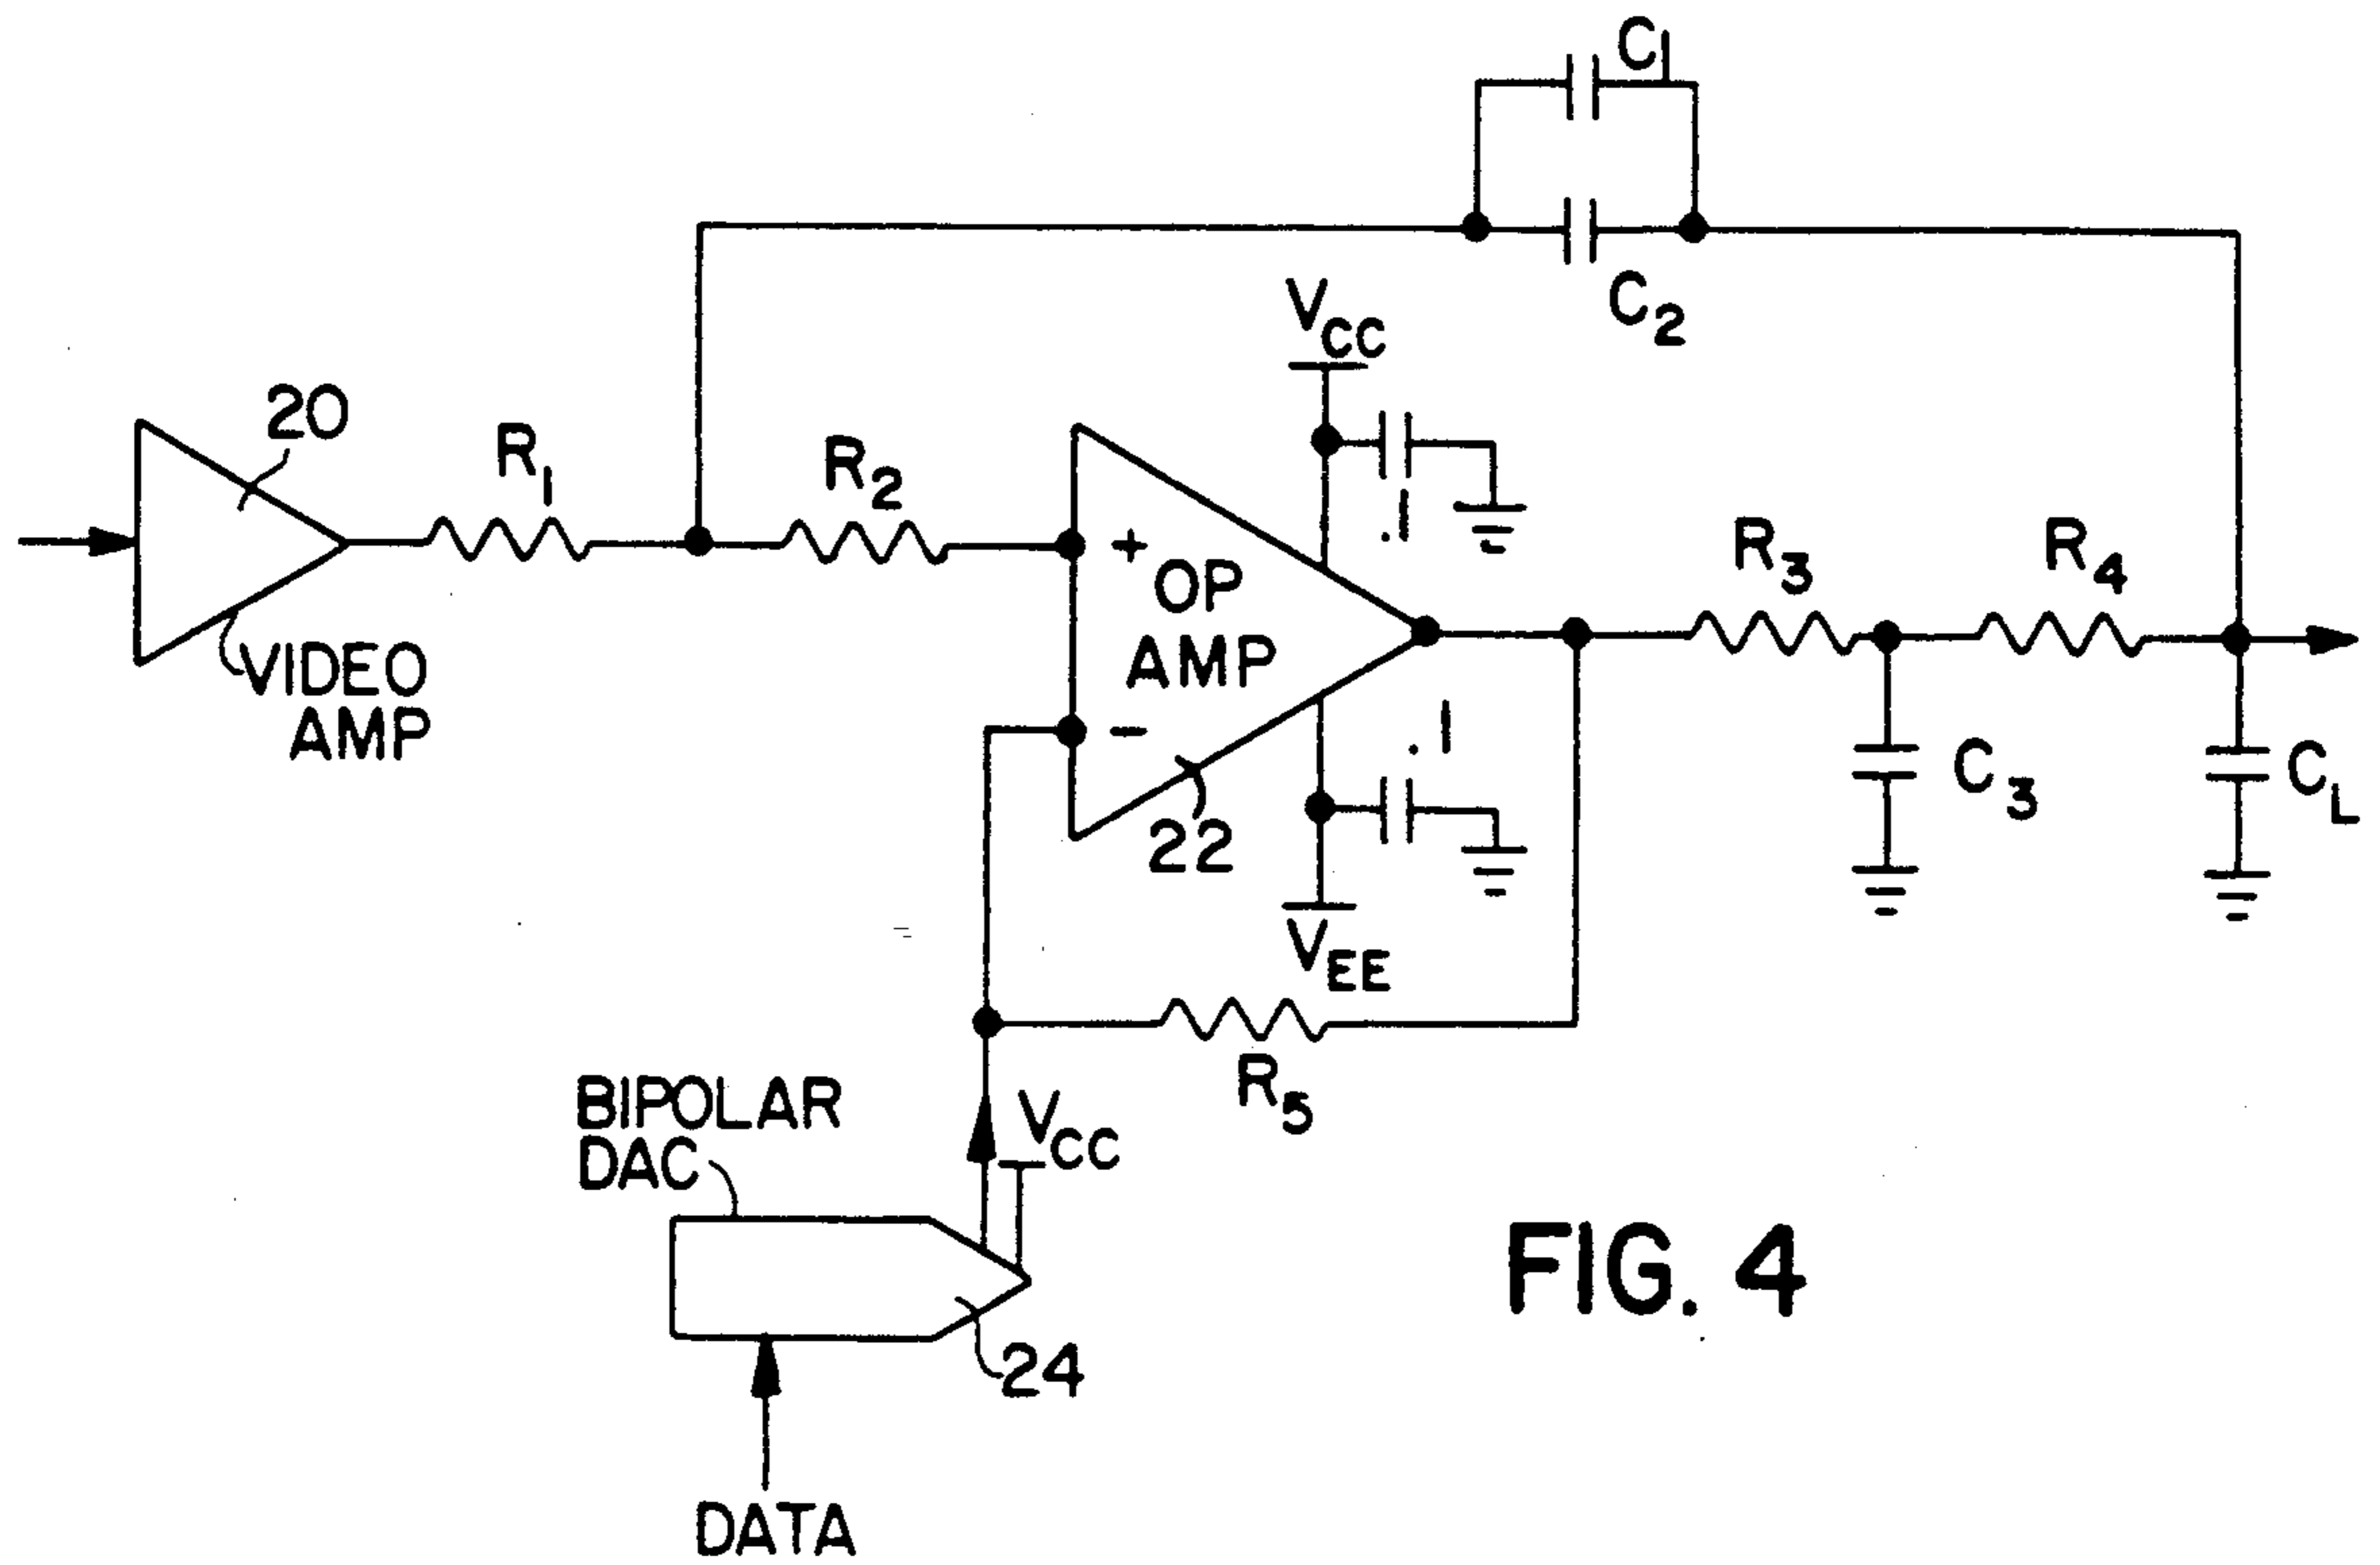 C1
C2
VCC
20
R1
R2
.1
+
OP
AMP
R3
R4
VIDEO
AMP
-
.1
C3
CL
22
VEE
R5
BIPOLAR
DAC
VCC
FIG. 4
24
DATA